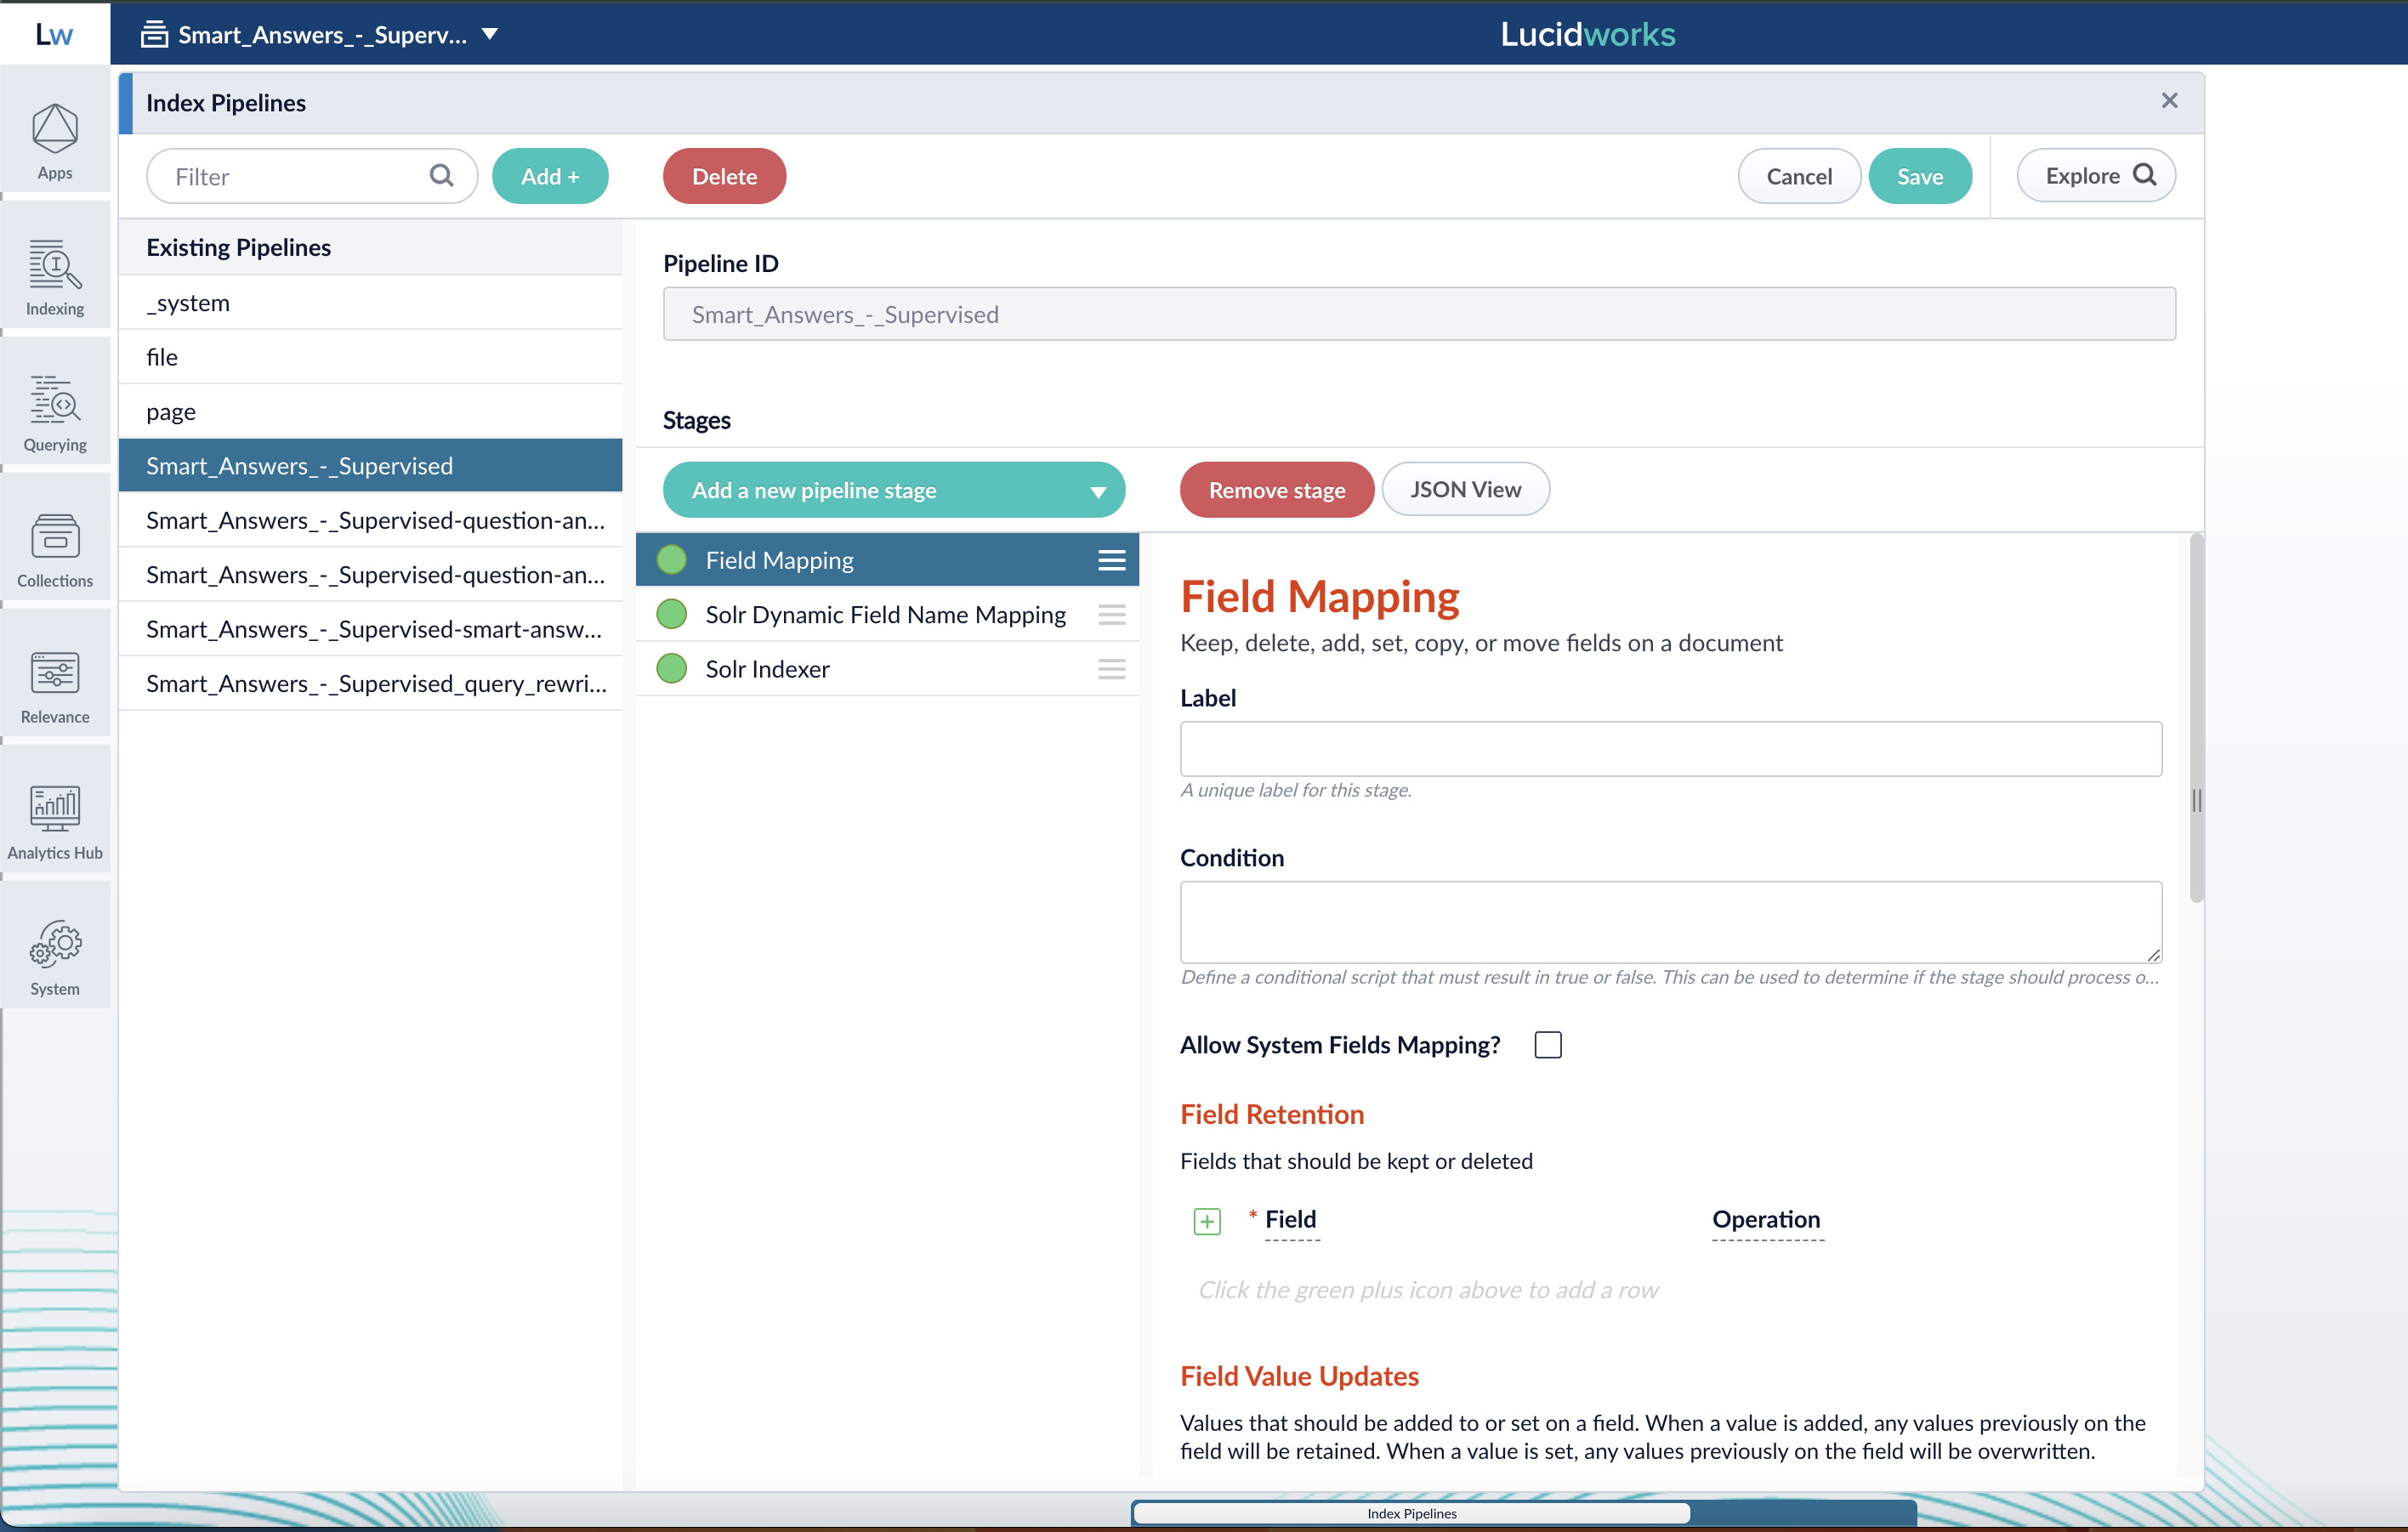 Lw
Smart_Answers_-_Superv...
Lucidworks
Apps
Indexing
Querying
Collections
Relevance
Analytics Hub
System
Index Pipelines
Filter
Add +
Delete
Cancel
Save
Explore
Existing Pipelines
_system
file
page
Smart_Answers_-_Supervised
Smart_Answers_-_Supervised-question-an...
Smart_Answers_-_Supervised-question-an...
Smart_Answers_-_Supervised-smart-answ...
Smart_Answers_-_Supervised_query_rewri...
Pipeline ID
Smart_Answers_-_Supervised
Stages
Add a new pipeline stage
Remove stage
JSON View
Field Mapping
Solr Dynamic Field Name Mapping
Solr Indexer
Field Mapping
Keep, delete, add, set, copy, or move fields on a document
Label
A unique label for this stage.
Condition
Define a conditional script that must result in true or false. This can be used to determine if the stage should process o...
Allow System Fields Mapping?
Field Retention
Fields that should be kept or deleted
* Field
Operation
Click the green plus icon above to add a row
Field Value Updates
Values that should be added to or set on a field. When a value is added, any values previously on the
field will be retained. When a value is set, any values previously on the field will be overwritten.
Index Pipelines